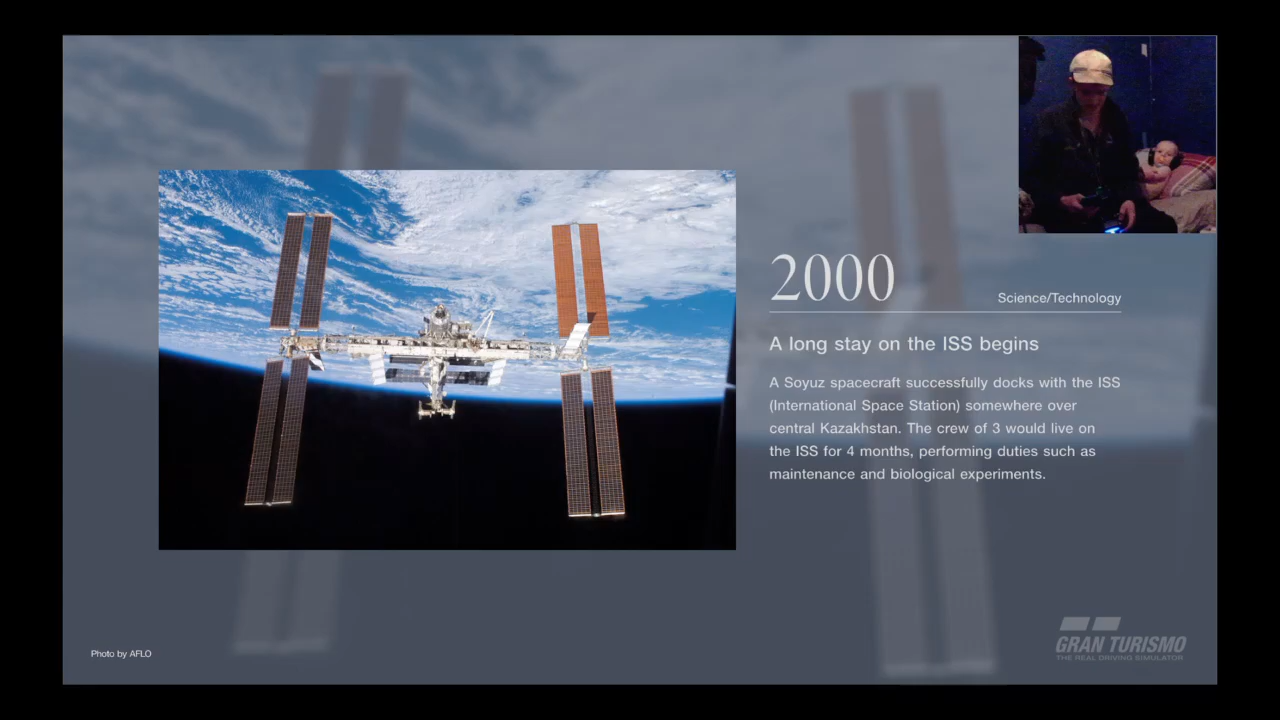 2000
Science/Technology
A long stay on the ISS begins
A Soyuz spacecraft successfully docks with the ISS
(International Space Station) somewhere over
central Kazakhstan. The crew of 3 would live on
the ISS for 4 months, performing duties such as
maintenance and biological experiments.
Photo by AFLO
GRAN TURISMO
THE REAL DRIVING SIMULATOR